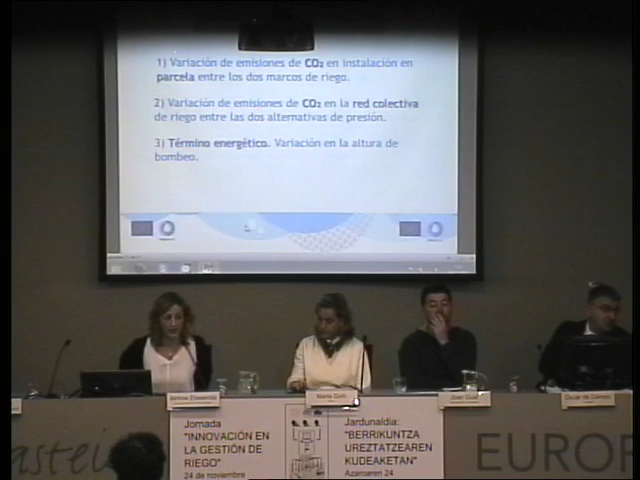 1) Variación de emisiones de CO₂ en instalación en
parcela entre los dos marcos de riego.
2) Variación de emisiones de CO₂ en la red colectiva
de riego entre las dos alternativas de presión.
3) Término energético. Variación en la altura de
bombeo.
Jornada
"INNOVACIÓN EN
LA GESTIÓN DE
RIEGO"
24 de noviembre
Jardunaldia:
"BERRIKUNTZA
UREZTATZEAREN
KUDEAKETAN"
Azaroaren 24
asteiz
EUROP